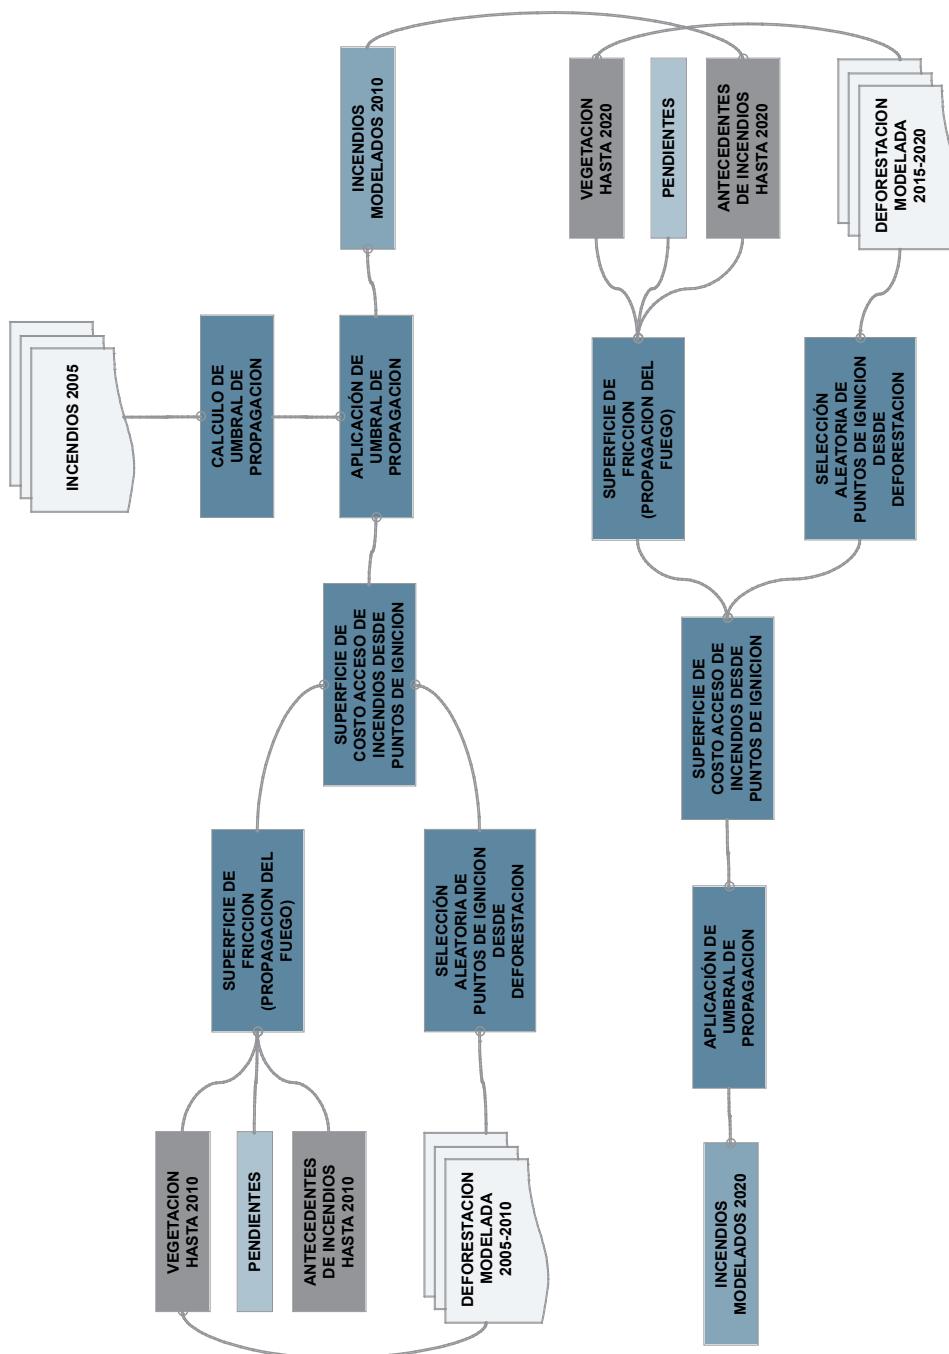 VEGETACION
HASTA 2010
PENDIENTES
ANTECEDENTES
DE INCENDIOS
HASTA 2010
DEFORESTACION
MODELADA
2005-2010
SUPERFICIE DE
FRICCION
(PROPAGACION DEL
FUEGO)
SELECCIÓN
ALEATORIA DE
PUNTOS DE IGNICION
DESDE
DEFORESTACION
SUPERFICIE DE
COSTO ACCESO DE
INCENDIOS DESDE
PUNTOS DE IGNICION
INCENDIOS 2005
CALCULO DE
UMBRAL DE
PROPAGACION
APLICACIÓN DE
UMBRAL DE
PROPAGACION
INCENDIOS
MODELADOS 2010
VEGETACION
HASTA 2020
PENDIENTES
ANTECEDENTES
DE INCENDIOS
HASTA 2020
DEFORESTACION
MODELADA
2015-2020
SUPERFICIE DE
FRICCION
(PROPAGACION DEL
FUEGO)
SELECCIÓN
ALEATORIA DE
PUNTOS DE IGNICION
DESDE
DEFORESTACION
SUPERFICIE DE
COSTO ACCESO DE
INCENDIOS DESDE
PUNTOS DE IGNICION
APLICACIÓN DE
UMBRAL DE
PROPAGACION
INCENDIOS
MODELADOS 2020